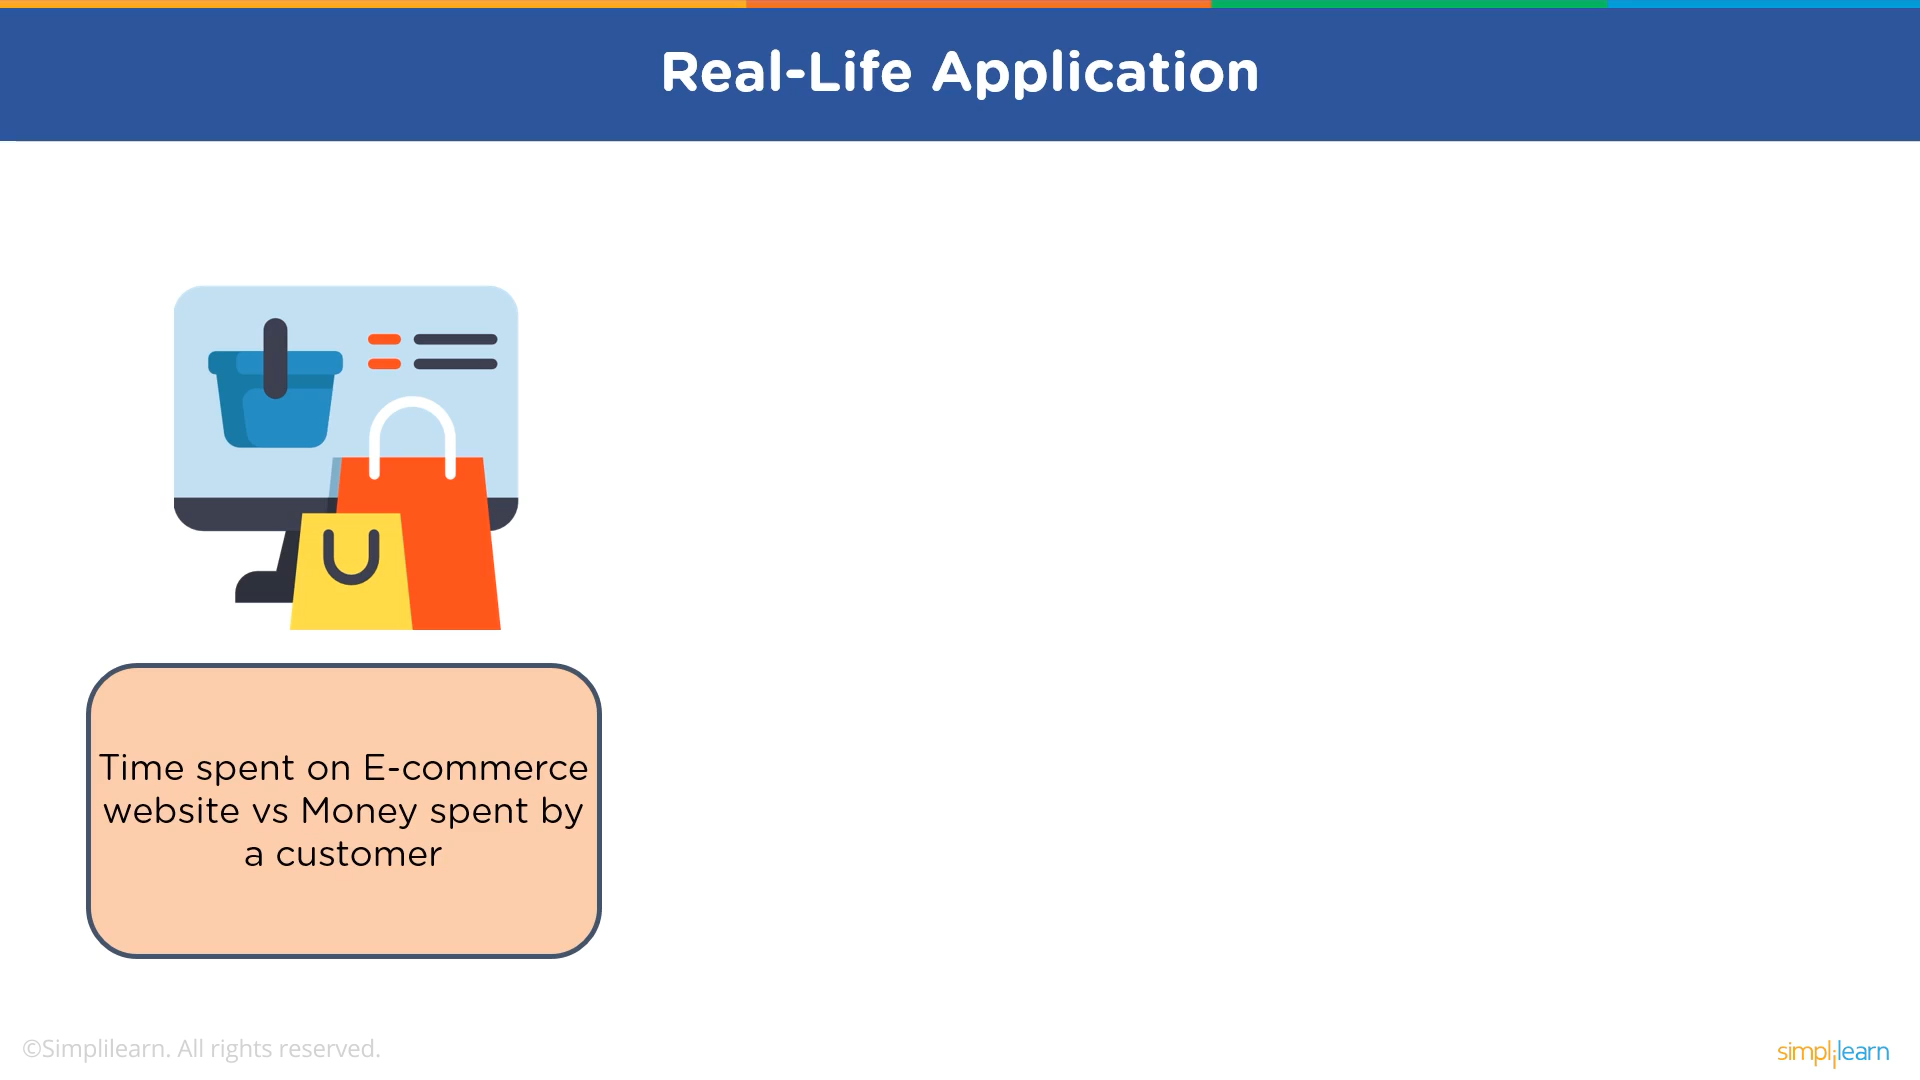 Real-Life Application
Time spent on E-commerce
website vs Money spent by
a customer
©Simplilearn. All rights reserved.
simplilearn